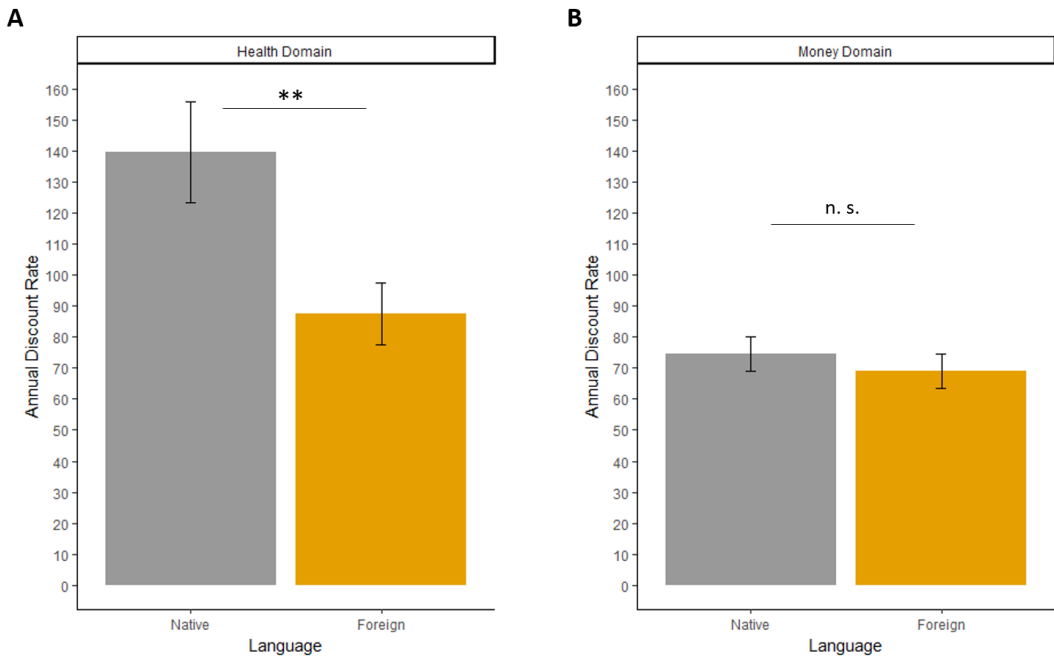 A
Health Domain
**
Annual Discount Rate
160
150
140
130
120
110
100
90
80
70
60
50
40
30
20
10
0
Native
Foreign
Language
B
Money Domain
n. s.
Annual Discount Rate
160
150
140
130
120
110
100
90
80
70
60
50
40
30
20
10
0
Native
Foreign
Language